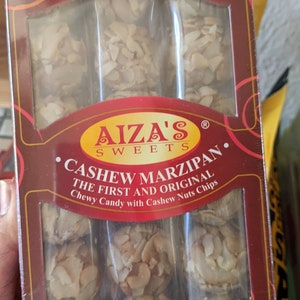 AIZA'S ®
SWEETS
• CASHEW MARZIPAN •
THE FIRST AND ORIGINAL
Chewy Candy with Cashew Nuts Chips